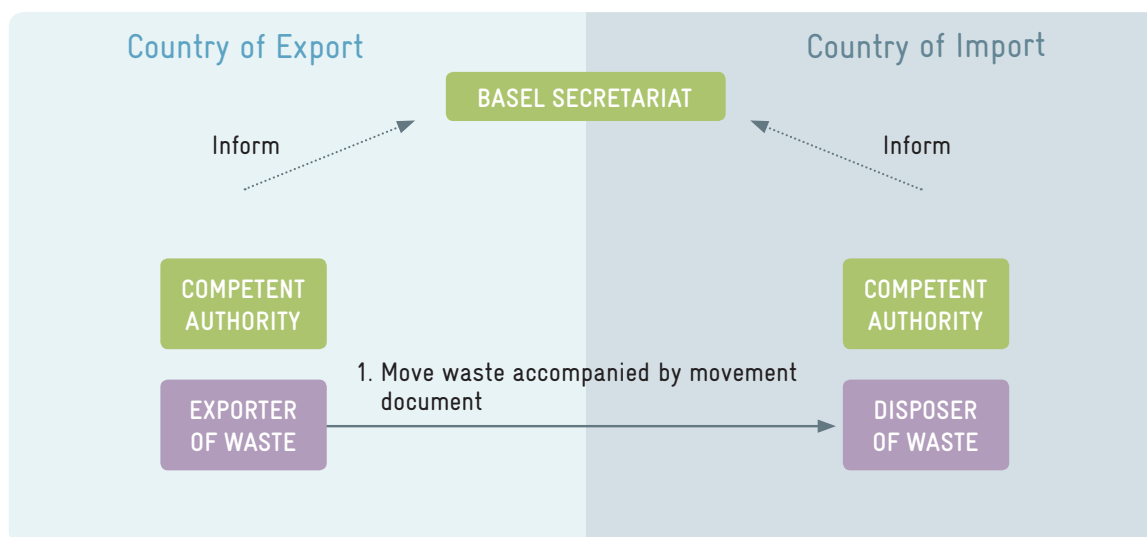 Country of Export
Country of Import
BASEL SECRETARIAT
Inform
Inform
COMPETENT
AUTHORITY
COMPETENT
AUTHORITY
1. Move waste accompanied by movement
document
EXPORTER
OF WASTE
DISPOSER
OF WASTE